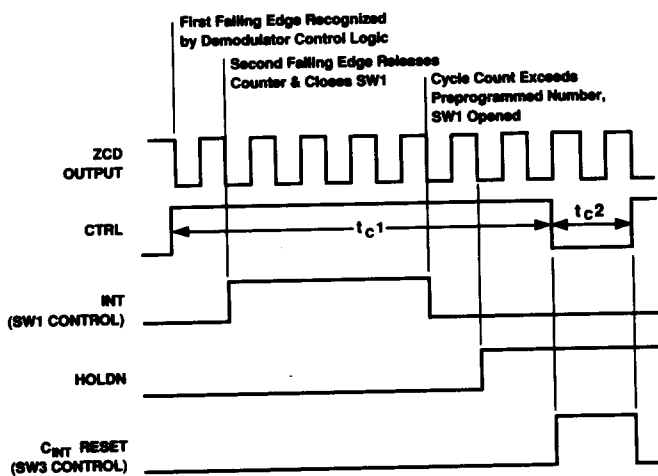 First Falling Edge Recognized
by Demodulator Control Logic
Second Falling Edge Releases
Counter & Closes SW1
Cycle Count Exceeds
Preprogrammed Number,
SW1 Opened
ZCD
OUTPUT
CTRL
tc1
tc2
INT
(SW1 CONTROL)
HOLDN
CINT RESET
(SW3 CONTROL)